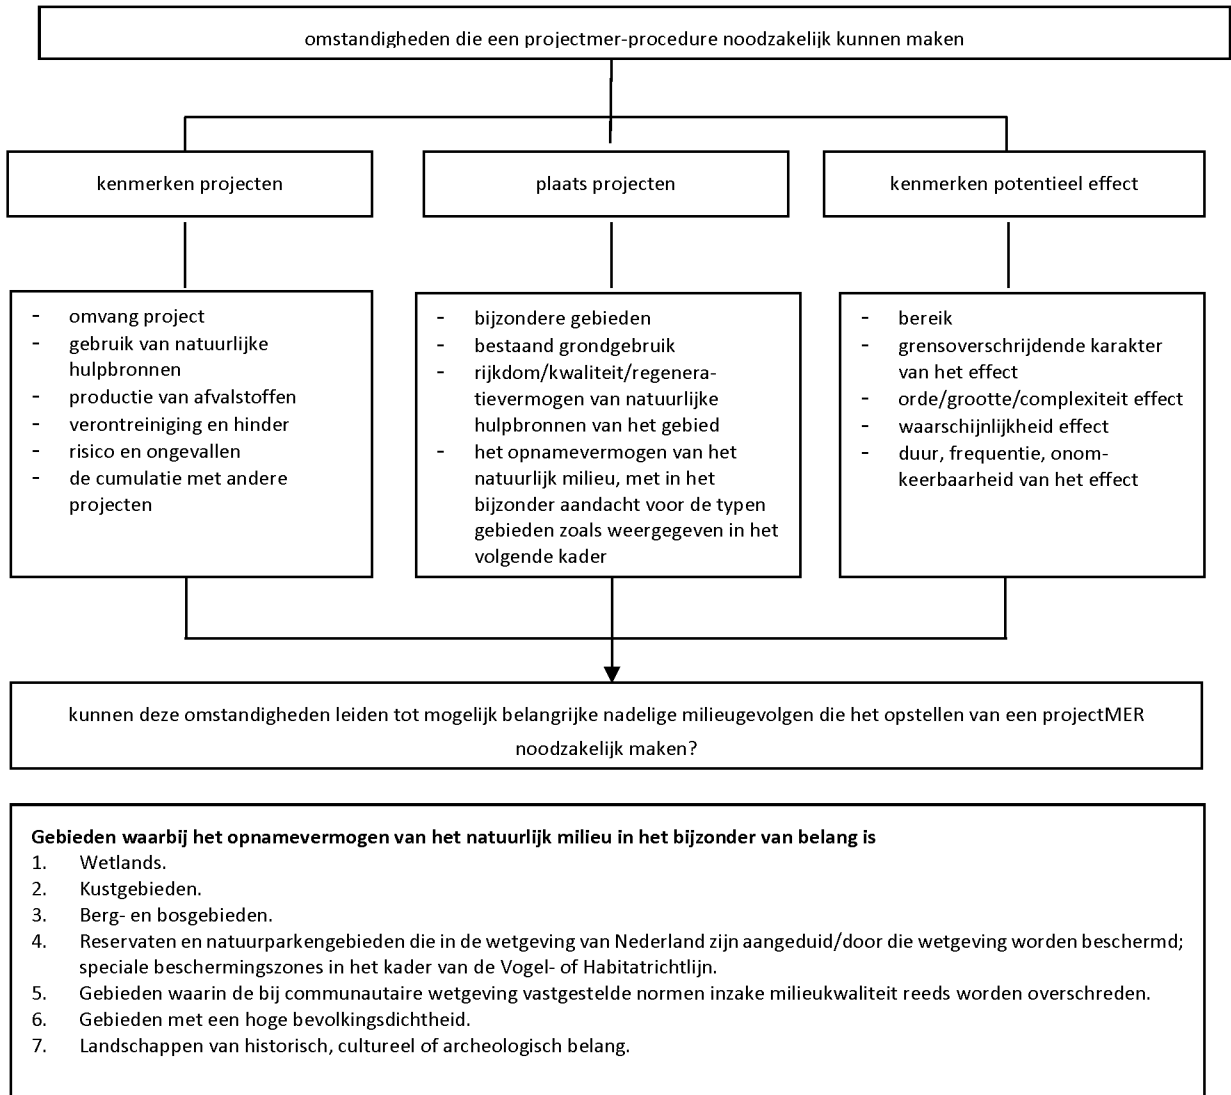 omstandigheden die een projectmer-procedure noodzakelijk kunnen maken
kenmerken projecten
plaats projecten
kenmerken potentieel effect
- omvang project
- gebruik van natuurlijke
hulpbronnen
- productie van afvalstoffen
- verontreiniging en hinder
- risico en ongevallen
- de cumulatie met andere
projecten
- bijzondere gebieden
- bestaand grondgebruik
- rijkdom/kwaliteit/regenera-
tievermogen van natuurlijke
hulpbronnen van het gebied
- het opnamevermogen van het
natuurlijk milieu, met in het
bijzonder aandacht voor de typen
gebieden zoals weergegeven in het
volgende kader
- bereik
- grensoverschrijdende karakter
van het effect
- orde/grootte/complexiteit effect
- waarschijnlijkheid effect
- duur, frequentie, onom-
keerbaarheid van het effect
kunnen deze omstandigheden leiden tot mogelijk belangrijke nadelige milieugevolgen die het opstellen van een projectMER
noodzakelijk maken?
Gebieden waarbij het opnamevermogen van het natuurlijk milieu in het bijzonder van belang is
1. Wetlands.
2. Kustgebieden.
3. Berg- en bosgebieden.
4. Reservaten en natuurparkengebieden die in de wetgeving van Nederland zijn aangeduid/door die wetgeving worden beschermd;
speciale beschermingszones in het kader van de Vogel- of Habitatrichtlijn.
5. Gebieden waarin de bij communautaire wetgeving vastgestelde normen inzake milieukwaliteit reeds worden overschreden.
6. Gebieden met een hoge bevolkingsdichtheid.
7. Landschappen van historisch, cultureel of archeologisch belang.